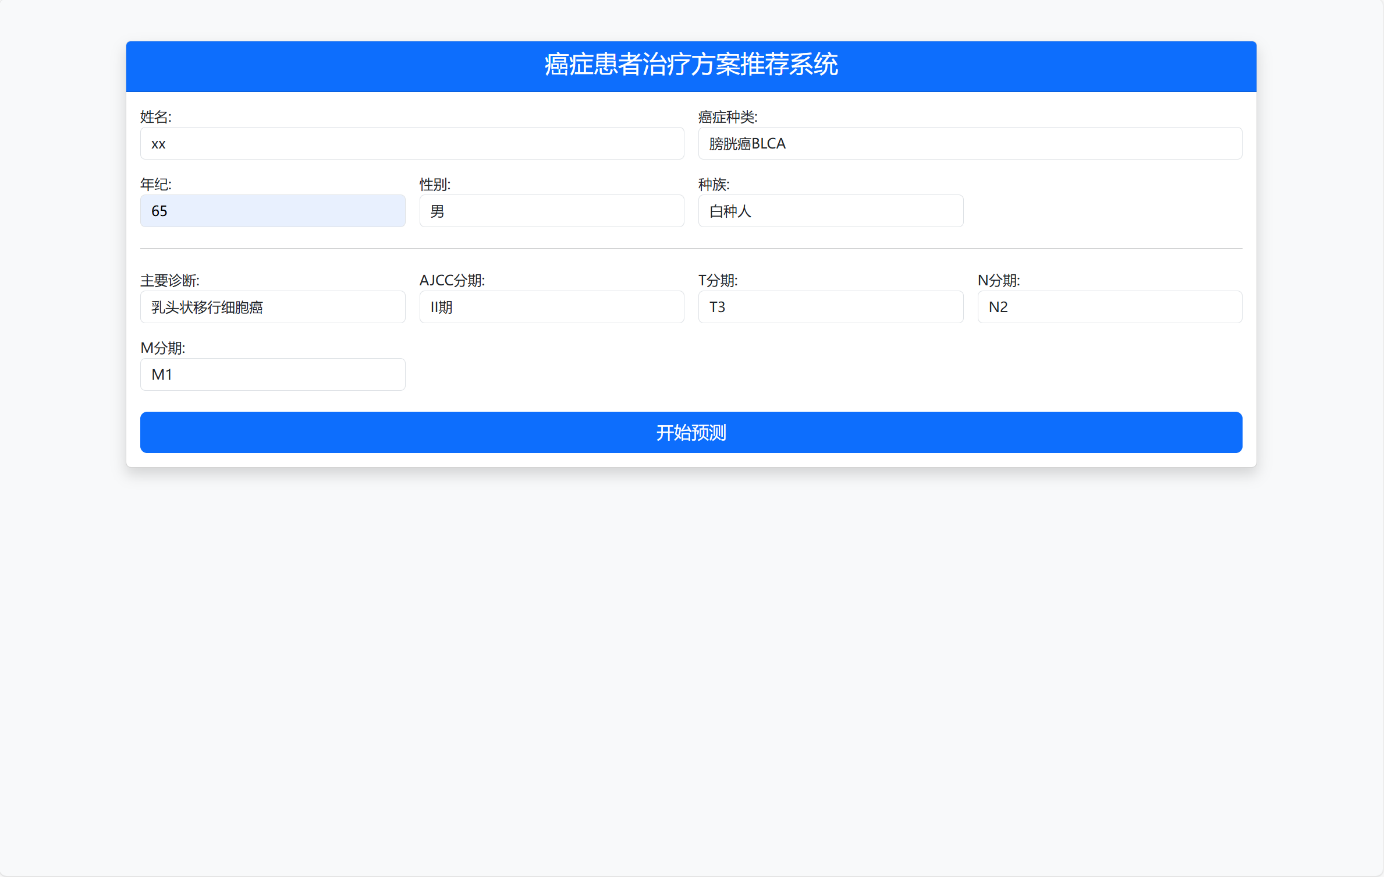 癌症患者治疗方案推荐系统
姓名: 癌症种类:
xx 膀胱癌BLCA
年纪: 性别: 种族:
65 男 白种人
主要诊断: AJCC分期: T分期: N分期:
乳头状移行细胞癌 II期 T3 N2
M分期:
M1
开始预测